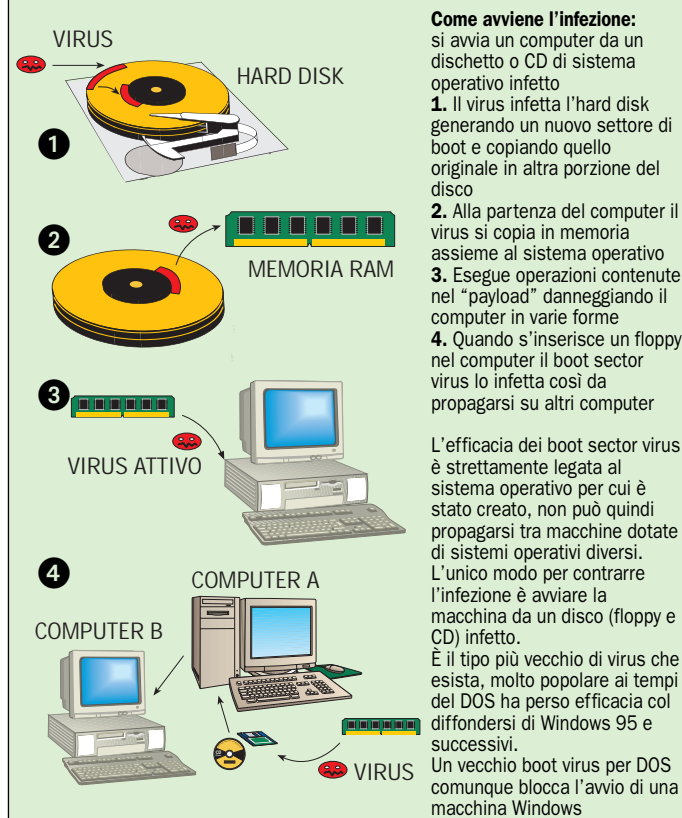 VIRUS
HARD DISK
1
2
MEMORIA RAM
3
VIRUS ATTIVO
4
COMPUTER A
COMPUTER B
VIRUS
Come avviene l'infezione:
si avvia un computer da un
dischetto o CD di sistema
operativo infetto
1. Il virus infetta l'hard disk
generando un nuovo settore di
boot e copiando quello
originale in altra porzione del
disco
2. Alla partenza del computer il
virus si copia in memoria
assieme al sistema operativo
3. Esegue operazioni contenute
nel “payload” danneggiando il
computer in varie forme
4. Quando s'inserisce un floppy
nel computer il boot sector
virus lo infetta così da
propagarsi su altri computer
L'efficacia dei boot sector virus
è strettamente legata al
sistema operativo per cui è
stato creato, non può quindi
propagarsi tra macchine dotate
di sistemi operativi diversi.
L'unico modo per contrarre
l'infezione è avviare la
macchina da un disco (floppy e
CD) infetto.
È il tipo più vecchio di virus che
esista, molto popolare ai tempi
del DOS ha perso efficacia col
diffondersi di Windows 95 e
successivi.
Un vecchio boot virus per DOS
comunque blocca l'avvio di una
macchina Windows